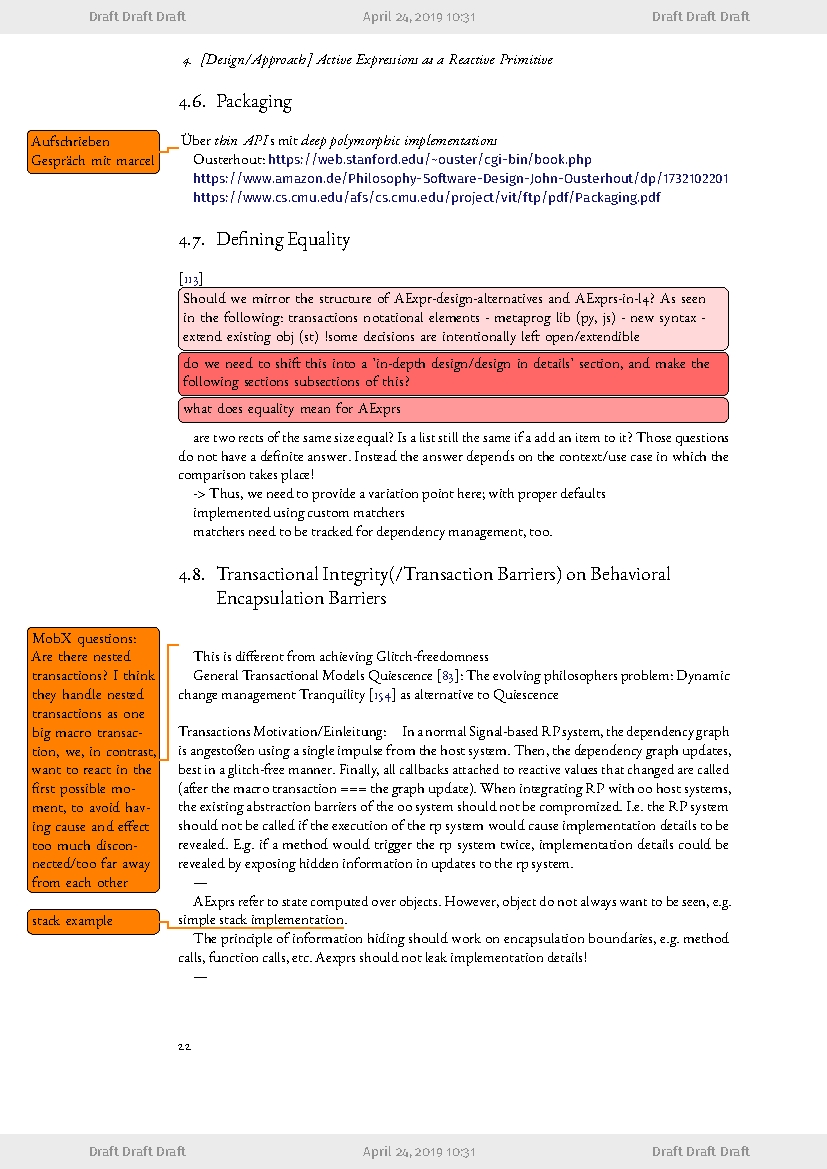 Draft Draft Draft April 24, 2019 10:31 Draft Draft Draft
4. [Design/Approach] Active Expressions as a Reactive Primitive
4.6. Packaging
Aufschrieben
Gespräch mit marcel
Über thin APIs mit deep polymorphic implementations
Ousterhout: https://web.stanford.edu/~ouster/cgi-bin/book.php
https://www.amazon.de/Philosophy-Software-Design-John-Ousterhout/dp/1732102201
https://www.cs.cmu.edu/afs/cs.cmu.edu/project/vit/ftp/pdf/Packaging.pdf
4.7. Defining Equality
[113]
Should we mirror the structure of AExpr-design-alternatives and AExprs-in-l4? As seen
in the following: transactions notational elements - metaprog lib (py, js) - new syntax -
extend existing obj (st) !some decisions are intentionally left open/extendible
do we need to shift this into a 'in-depth design/design in details' section, and make the
following sections subsections of this?
what does equality mean for AExprs
are two rects of the same size equal? Is a list still the same if a add an item to it? Those questions
do not have a definite answer. Instead the answer depends on the context/use case in which the
comparison takes place!
-> Thus, we need to provide a variation point here; with proper defaults
implemented using custom matchers
matchers need to be tracked for dependency management, too.
4.8. Transactional Integrity(/Transaction Barriers) on Behavioral
Encapsulation Barriers
MobX questions:
Are there nested
transactions? I think
they handle nested
transactions as one
big macro transac-
tion, we, in contrast,
want to react in the
first possible mo-
ment, to avoid hav-
ing cause and effect
too much discon-
nected/too far away
from each other
This is different from achieving Glitch-freedomness
General Transactional Models Quiescence [83]: The evolving philosophers problem: Dynamic
change management Tranquility [154] as alternative to Quiescence
Transactions Motivation/Einleitung: In a normal Signal-based RP system, the dependency graph
is angestoßen using a single impulse from the host system. Then, the dependency graph updates,
best in a glitch-free manner. Finally, all callbacks attached to reactive values that changed are called
(after the macro transaction === the graph update). When integrating RP with oo host systems,
the existing abstraction barriers of the oo system should not be compromized. I.e. the RP system
should not be called if the execution of the rp system would cause implementation details to be
revealed. E.g. if a method would trigger the rp system twice, implementation details could be
revealed by exposing hidden information in updates to the rp system.
—
AExprs refer to state computed over objects. However, object do not always want to be seen, e.g.
stack example
simple stack implementation.
The principle of information hiding should work on encapsulation boundaries, e.g. method
calls, function calls, etc. Aexprs should not leak implementation details!
—
22
Draft Draft Draft April 24, 2019 10:31 Draft Draft Draft